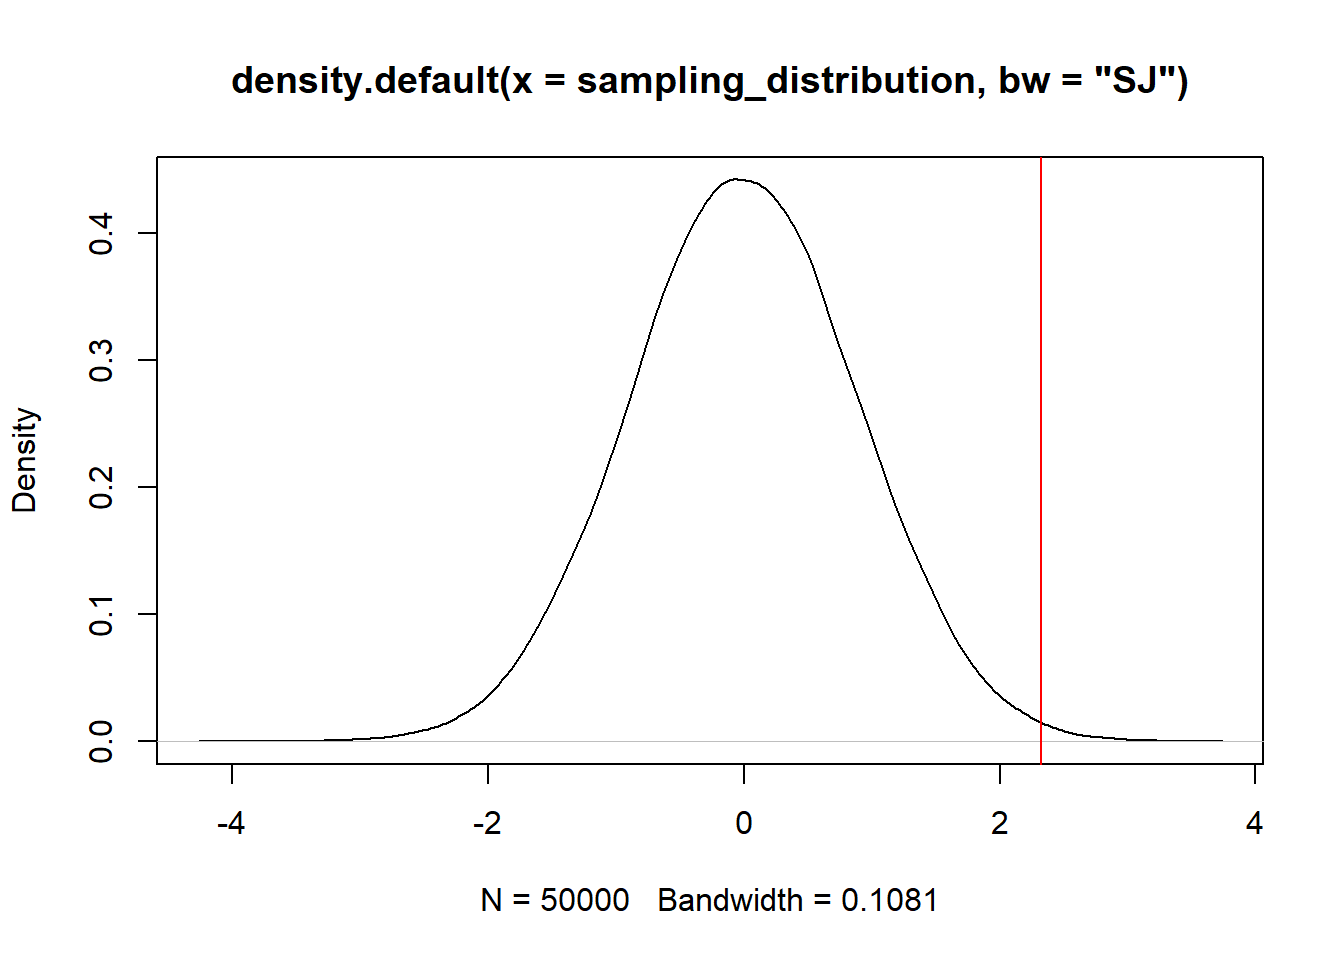 density.default(x = sampling_distribution, bw = "SJ")
Density
0.4
0.3
0.2
0.1
0.0
-4 -2 0 2 4
N = 50000 Bandwidth = 0.1081